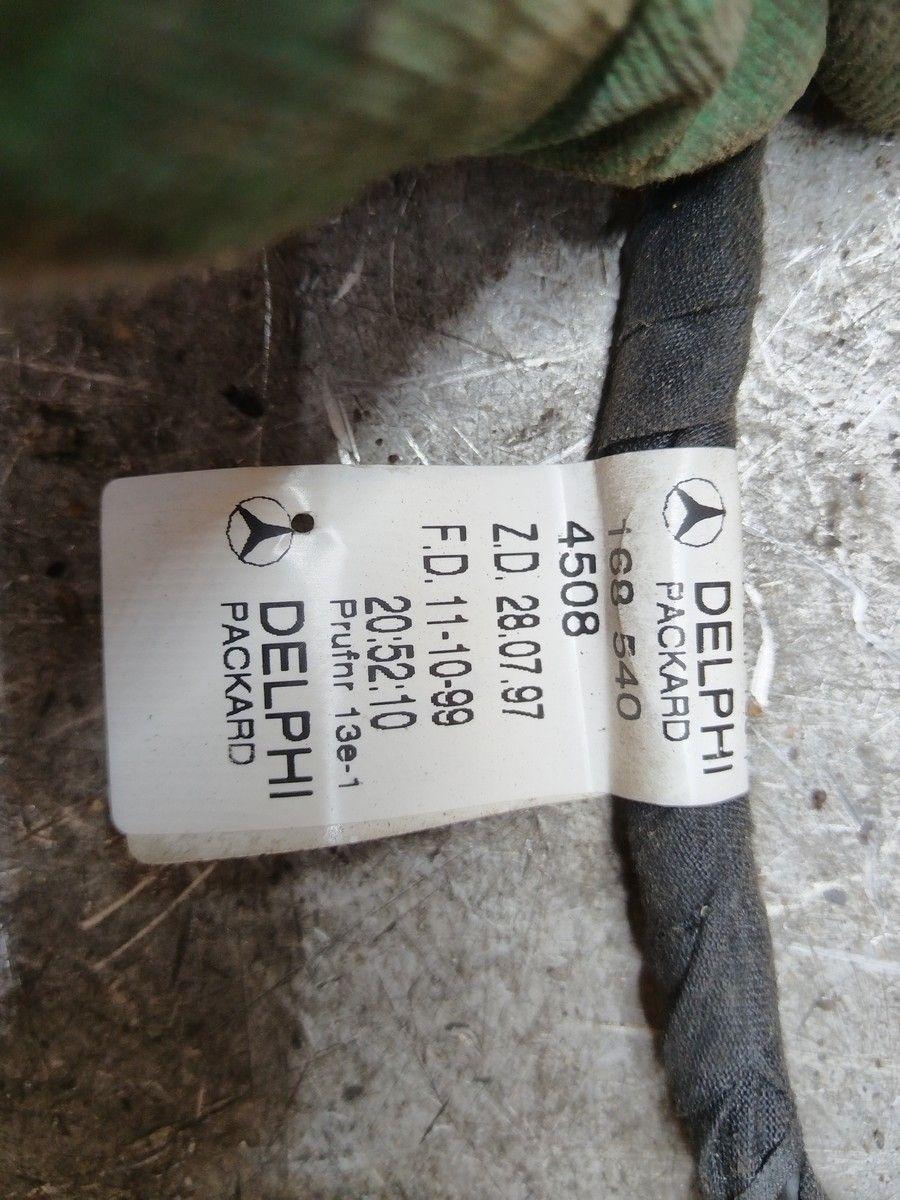 DELPHI
PACKARD
168 540
4508
Z.D. 28.07.97
F.D. 11-10-99
20:52:10
Prufnr 13e-1
DELPHI
PACKARD